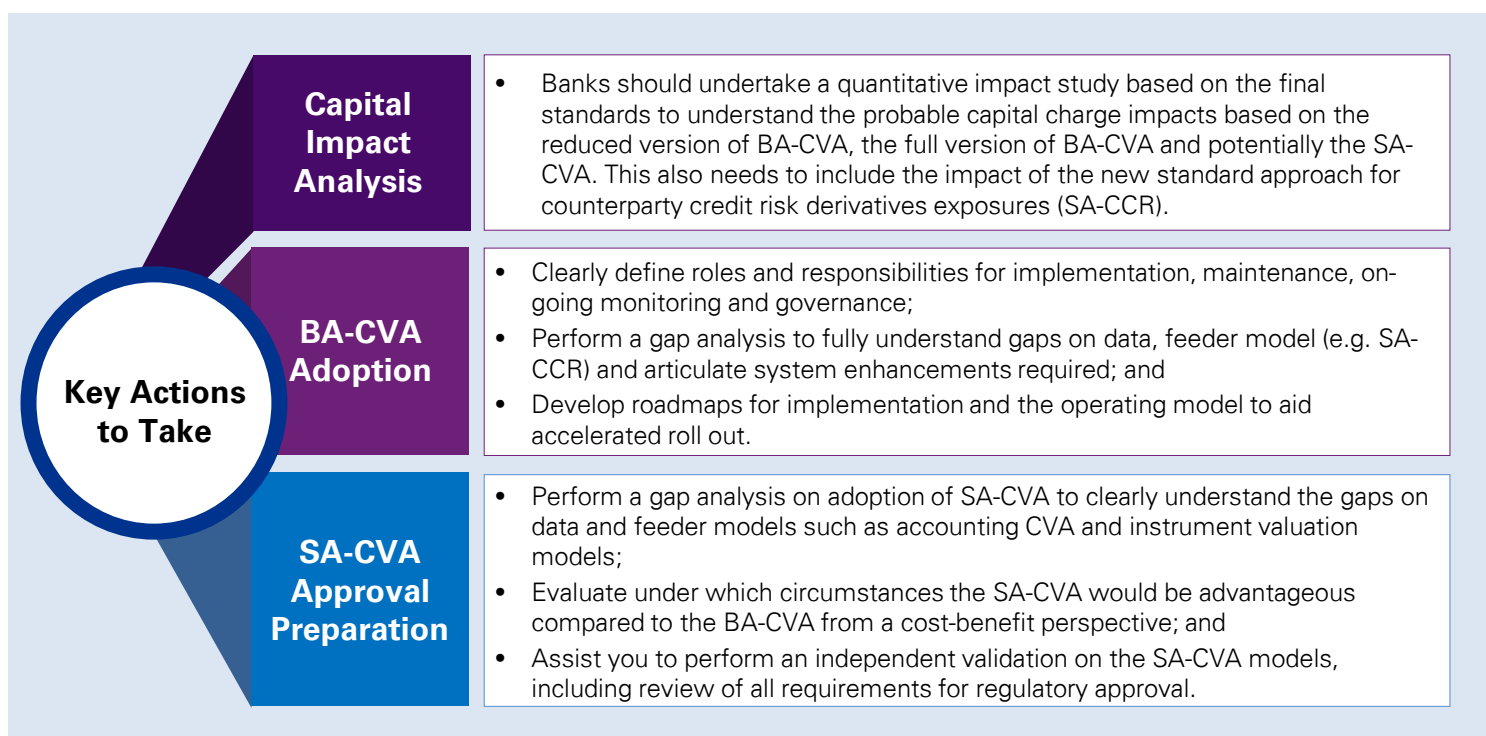 Key Actions
to Take
Capital
Impact
Analysis
• Banks should undertake a quantitative impact study based on the final
standards to understand the probable capital charge impacts based on the
reduced version of BA-CVA, the full version of BA-CVA and potentially the SA-
CVA. This also needs to include the impact of the new standard approach for
counterparty credit risk derivatives exposures (SA-CCR).
BA-CVA
Adoption
• Clearly define roles and responsibilities for implementation, maintenance, on-
going monitoring and governance;
• Perform a gap analysis to fully understand gaps on data, feeder model (e.g. SA-
CCR) and articulate system enhancements required; and
• Develop roadmaps for implementation and the operating model to aid
accelerated roll out.
SA-CVA
Approval
Preparation
• Perform a gap analysis on adoption of SA-CVA to clearly understand the gaps on
data and feeder models such as accounting CVA and instrument valuation
models;
• Evaluate under which circumstances the SA-CVA would be advantageous
compared to the BA-CVA from a cost-benefit perspective; and
• Assist you to perform an independent validation on the SA-CVA models,
including review of all requirements for regulatory approval.